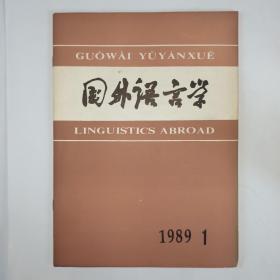 GUÓWÀI YǓYÁNXUÉ
国外语言学
LINGUISTICS ABROAD
1989 1